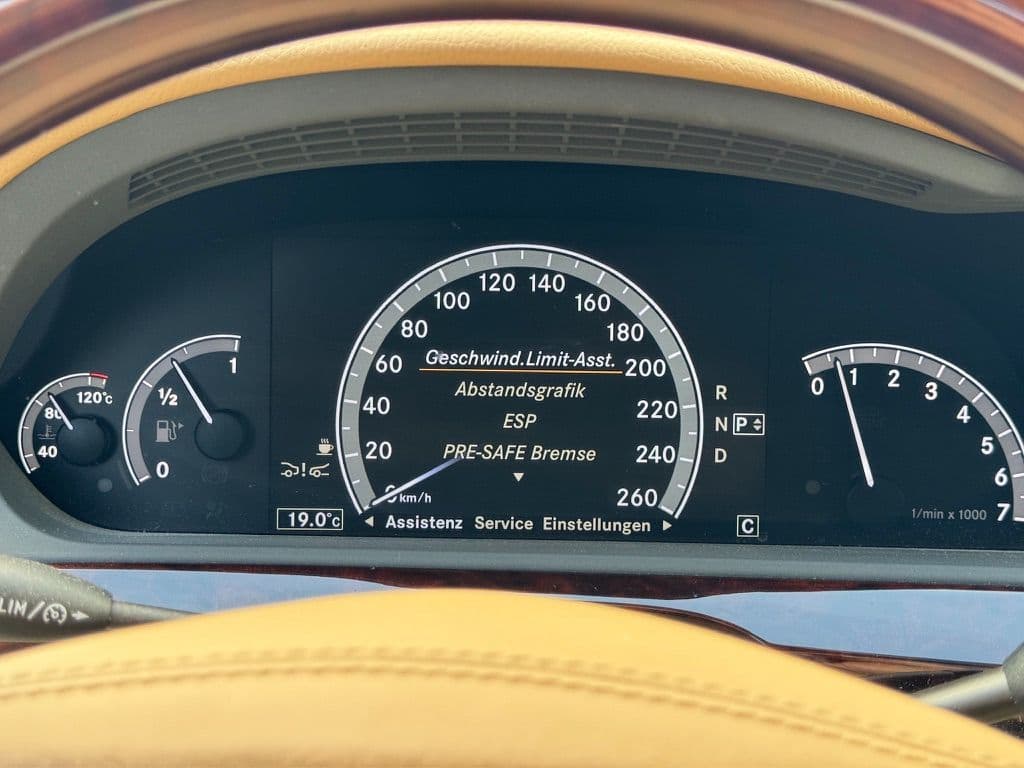 120 140
100 160
80 180
60 Geschwind.Limit-Asst. 200
Abstandsgrafik
40 ESP 220
20 PRE-SAFE Bremse 240
0 km/h 260
Assistenz Service Einstellungen
120°C
80
40
1
½
0
19.0°C
R
N P
D
C
0 1 2 3 4 5 6 7
1/min x 1000
LIM/